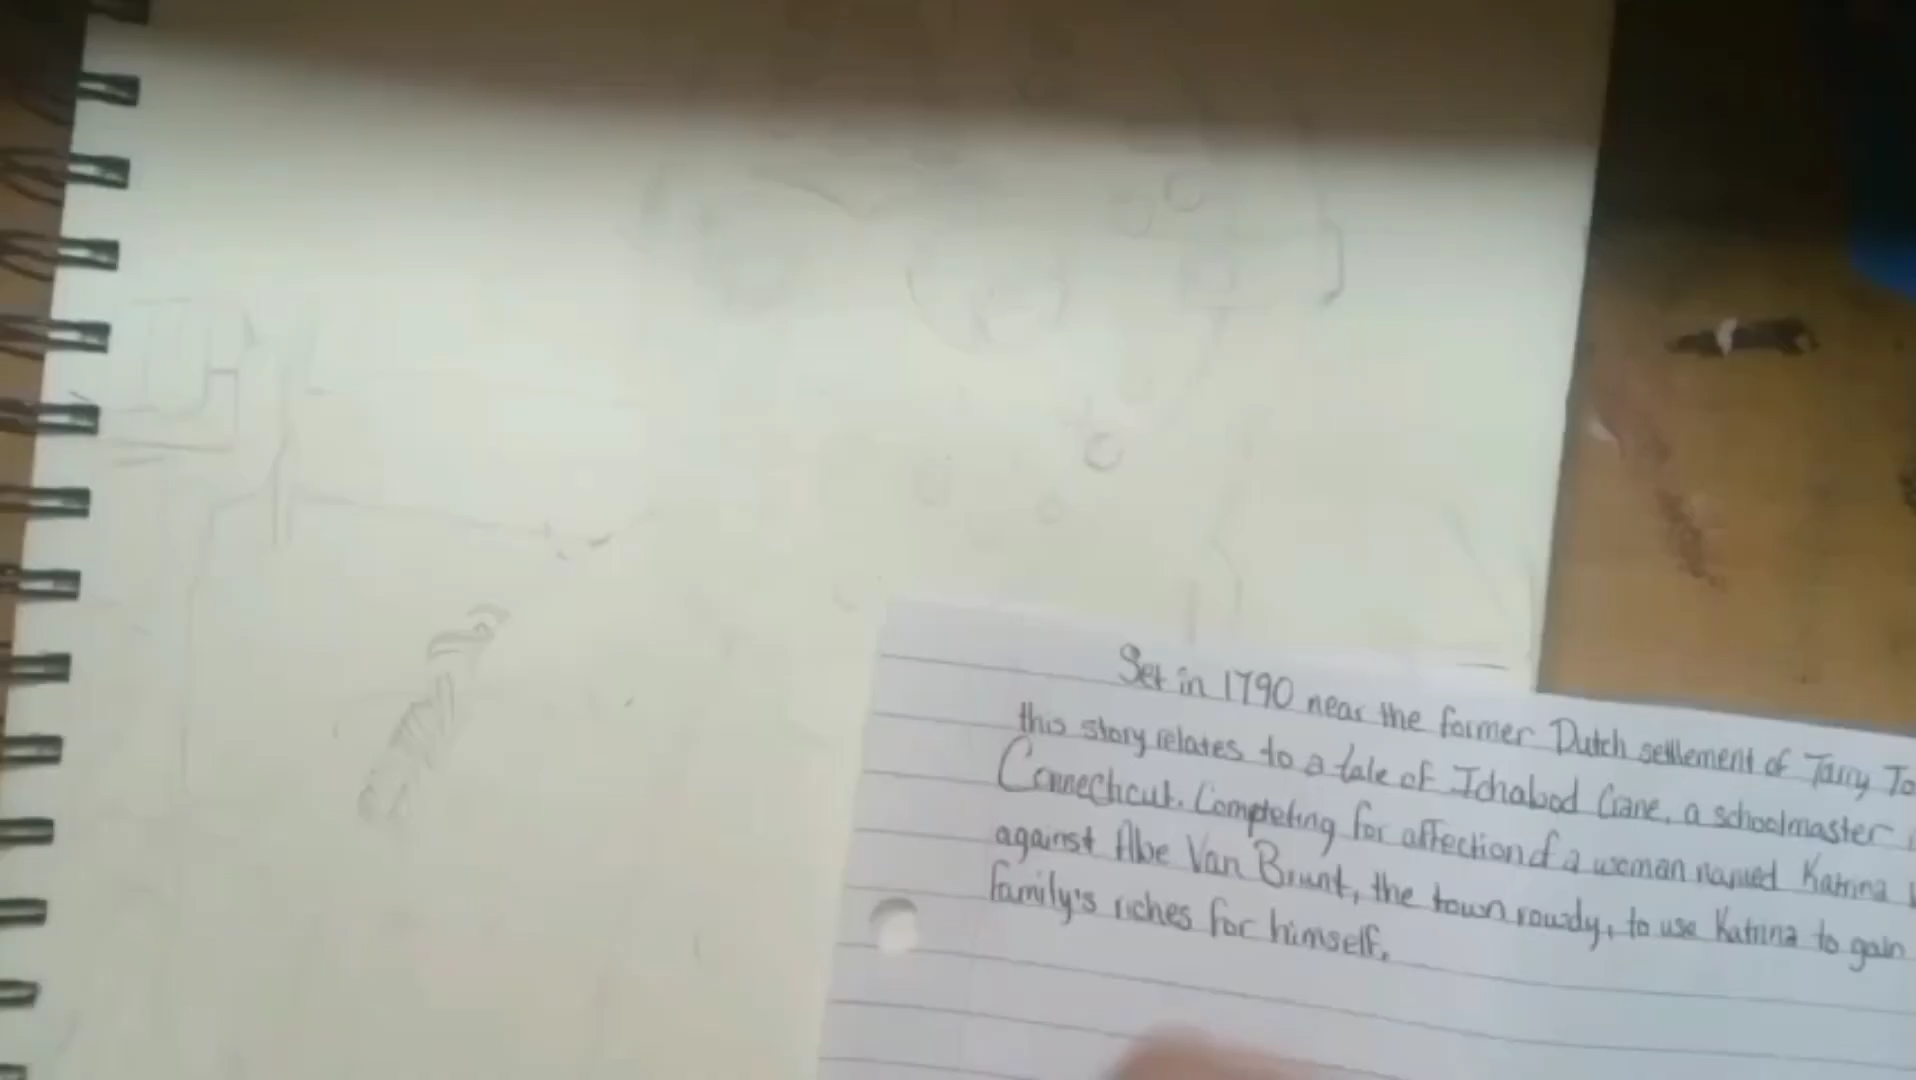 Set in 1790 near the former Dutch settlement of Tarry To
this story relates to a tale of Ichabod Crane, a schoolmaster
Connecticut. Competing for affection of a woman named Katrina
against Abe Van Brunt, the town rowdy, to use Katrina to gain
family's riches for himself.